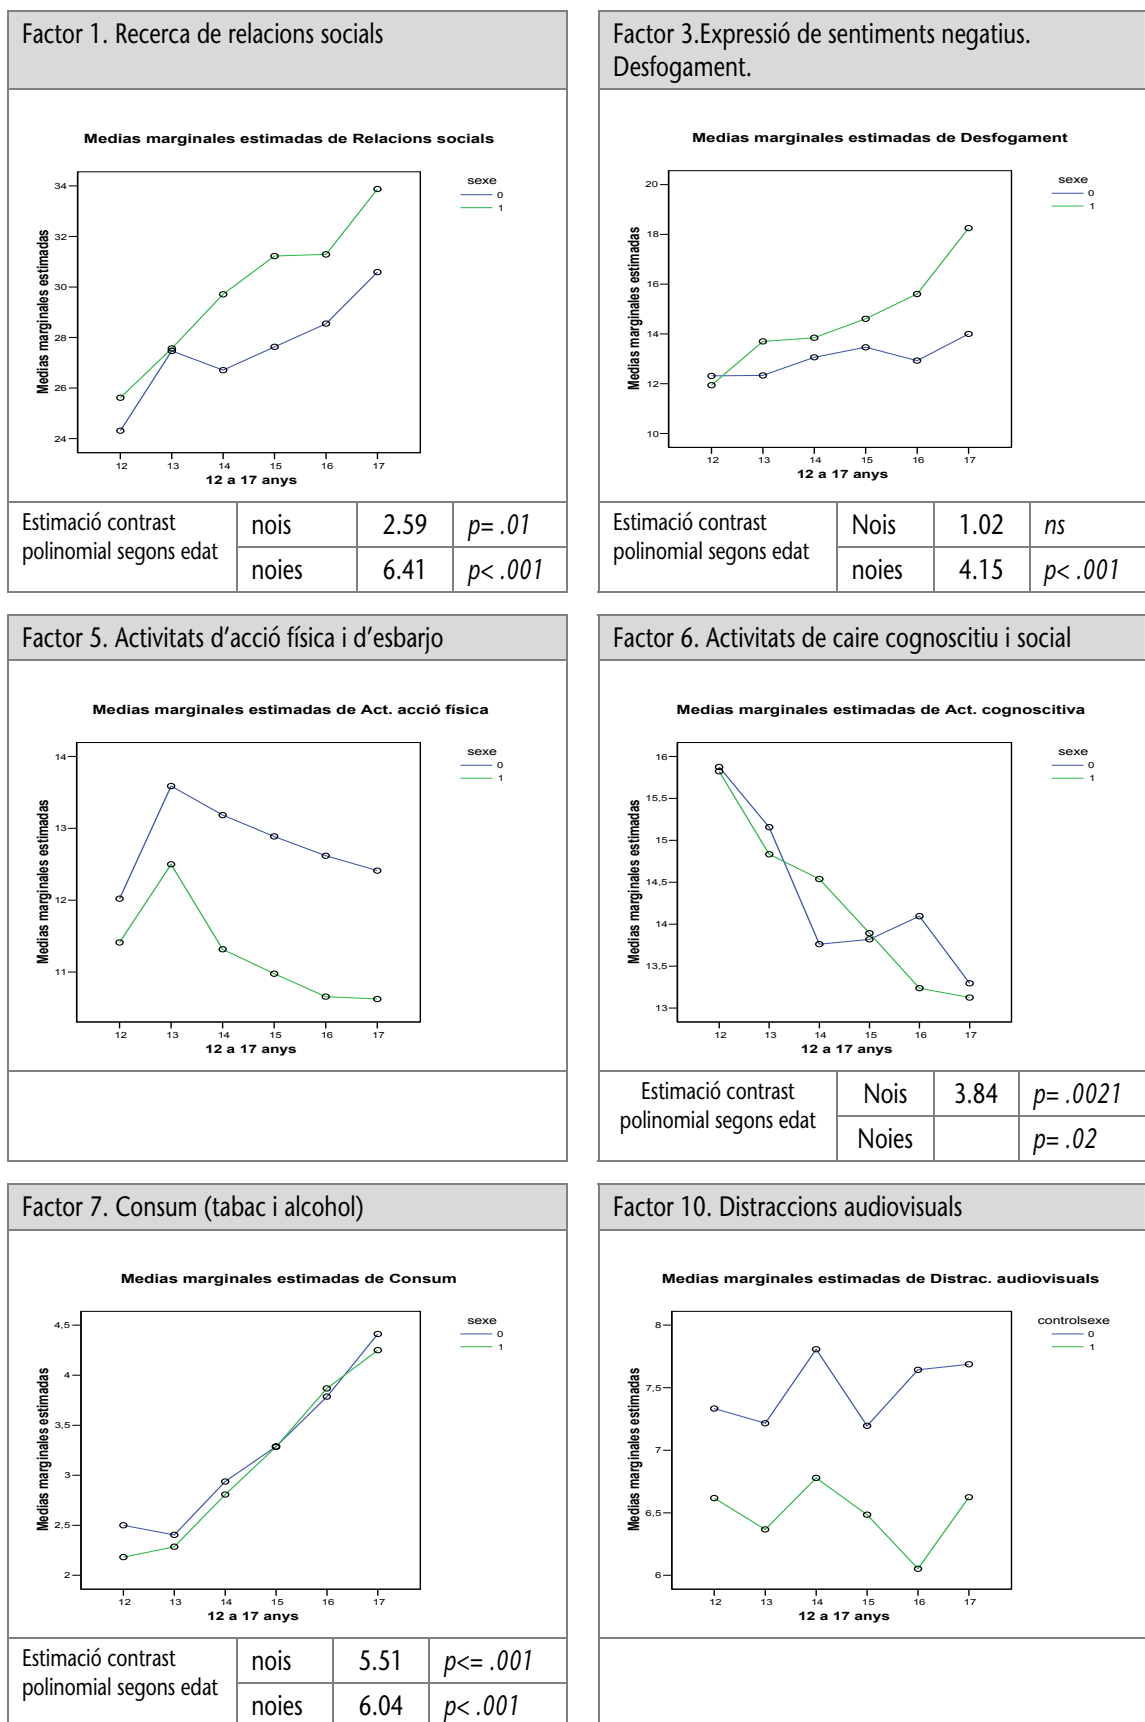 Factor 1. Recerca de relacions socials
Medias marginales estimadas de Relacions socials
sexe
0
1
Medias marginales estimadas
34
32
30
28
26
24
12 13 14 15 16 17
12 a 17 anys
Estimació contrast
polinomial segons edat
nois 2.59 p= .01
noies 6.41 p< .001
Factor 3.Expressió de sentiments negatius.
Desfogament.
Medias marginales estimadas de Desfogament
sexe
0
1
Medias marginales estimadas
20
18
16
14
12
10
12 13 14 15 16 17
12 a 17 anys
Estimació contrast
polinomial segons edat
Nois 1.02 ns
noies 4.15 p< .001
Factor 5. Activitats d’acció física i d’esbarjo
Medias marginales estimadas de Act. acció física
sexe
0
1
Medias marginales estimadas
14
13
12
11
12 13 14 15 16 17
12 a 17 anys
Factor 6. Activitats de caire cognoscitiu i social
Medias marginales estimadas de Act. cognoscitiva
sexe
0
1
Medias marginales estimadas
16
15,5
15
14,5
14
13,5
13
12 13 14 15 16 17
12 a 17 anys
Estimació contrast
polinomial segons edat
Nois 3.84 p= .0021
Noies p= .02
Factor 7. Consum (tabac i alcohol)
Medias marginales estimadas de Consum
sexe
0
1
Medias marginales estimadas
4,5
4
3,5
3
2,5
2
12 13 14 15 16 17
12 a 17 anys
Estimació contrast
polinomial segons edat
nois 5.51 p<= .001
noies 6.04 p< .001
Factor 10. Distraccions audiovisuals
Medias marginales estimadas de Distrac. audiovisuals
controlsexe
0
1
Medias marginales estimadas
8
7,5
7
6,5
6
12 13 14 15 16 17
12 a 17 anys